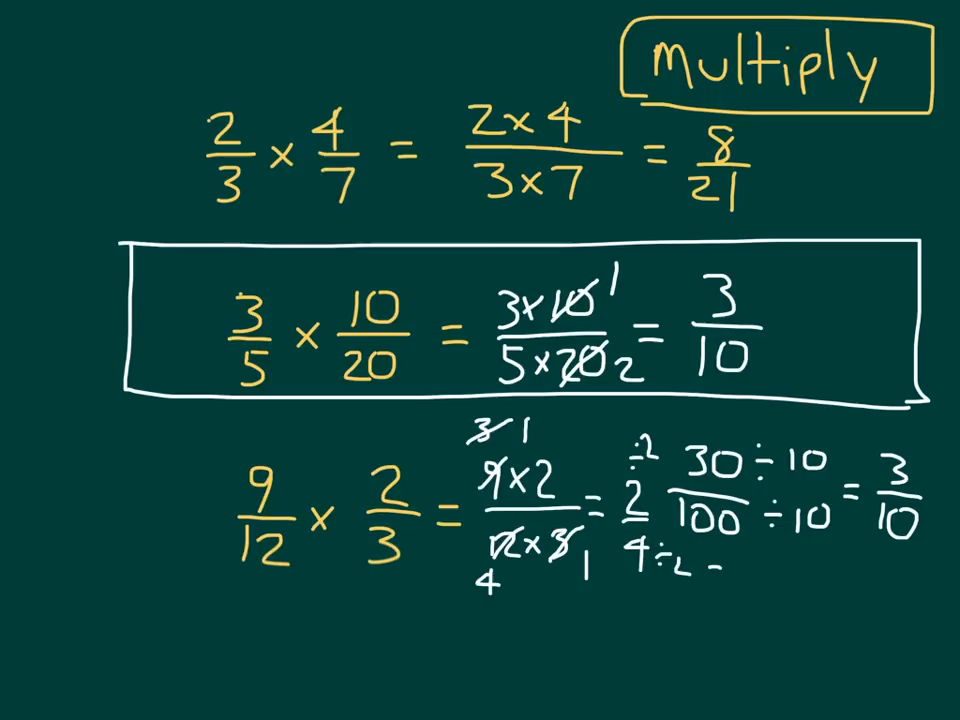 multiply
2/3 × 4/7 = 2×4/3×7 = 8/21
3/5 × 10/20 = 3×10 1/5×20 2 = 3/10
3 1
9/12 × 2/3 = 9×2/12×3 = 2/4 ÷2 ÷2 =
4 1
30/100 ÷10 ÷10 = 3/10